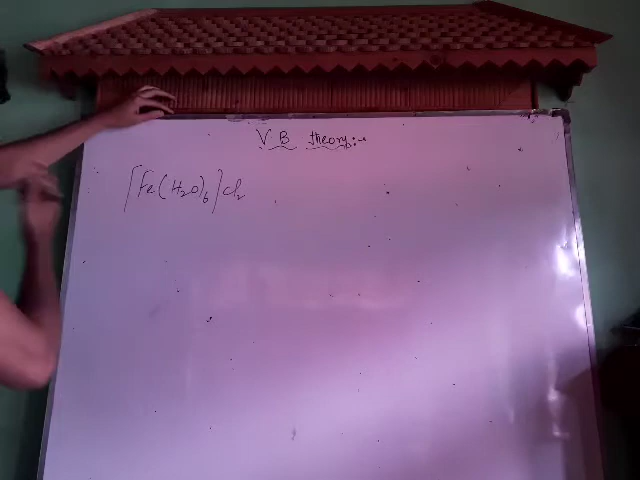 V B theory:-
[Fe(H₂O)₆]Cl₂